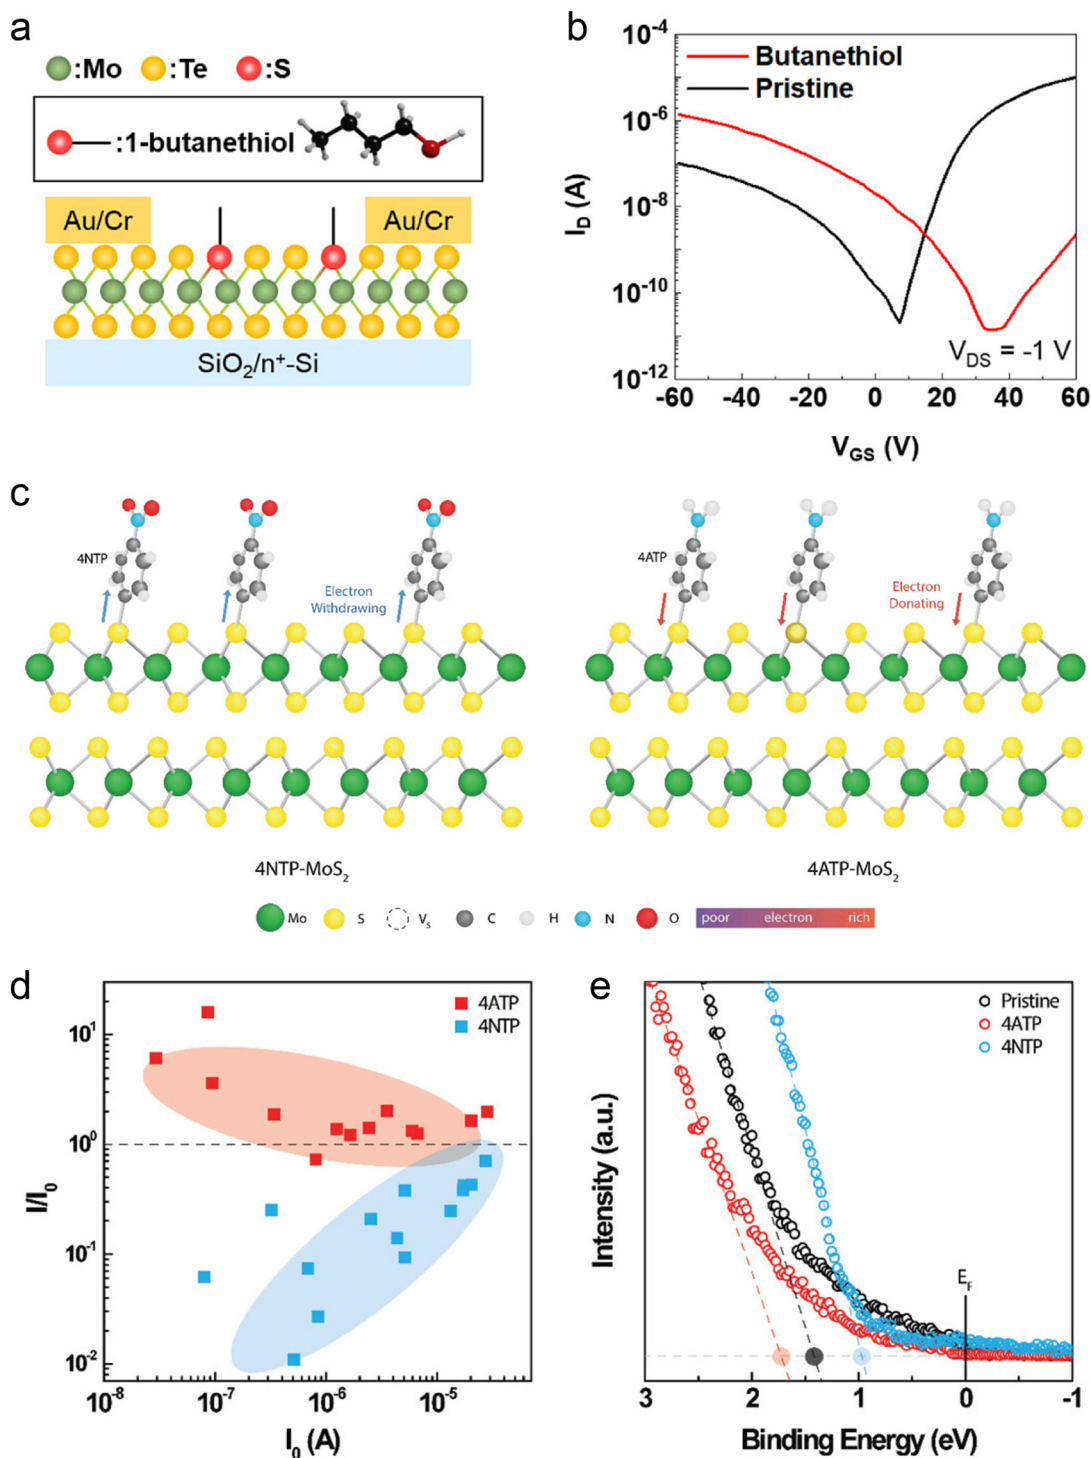 a
:Mo :Te :S
:1-butanethiol
Au/Cr Au/Cr
SiO2/n+-Si
b
Butanethiol
Pristine
10-4
10-6
10-8
10-10
10-12
ID (A)
VDS = -1 V
-60 -40 -20 0 20 40 60
VGS (V)
c
4NTP
Electron
Withdrawing
4ATP
Electron
Donating
4NTP-MoS2
4ATP-MoS2
Mo S VS C H N O poor electron rich
d
4ATP
4NTP
101
100
10-1
10-2
I/I0
10-8 10-7 10-6 10-5
I0 (A)
e
Pristine
4ATP
4NTP
Intensity (a.u.)
EF
3 2 1 0 -1
Binding Energy (eV)